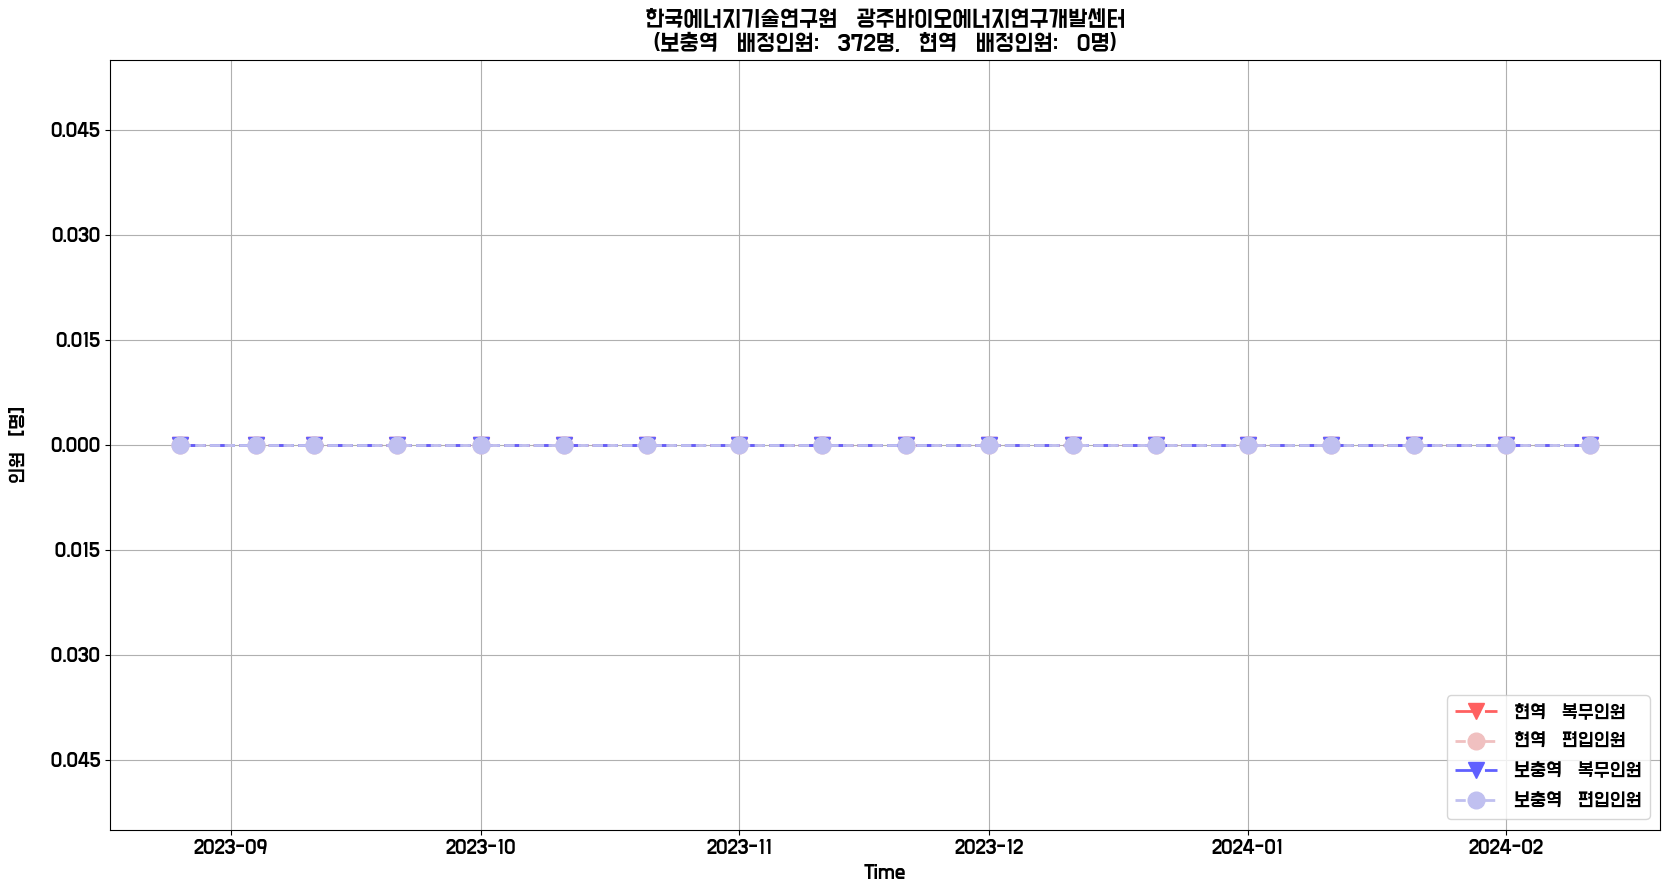 한국에너지기술연구원 광주바이오에너지연구개발센터
(보충역 배정인원: 372명, 현역 배정인원: 0명)
인원 [명]
0.045
0.030
0.015
0.000
0.015
0.030
0.045
현역 복무인원
현역 편입인원
보충역 복무인원
보충역 편입인원
2023-09 2023-10 2023-11 2023-12 2024-01 2024-02
Time